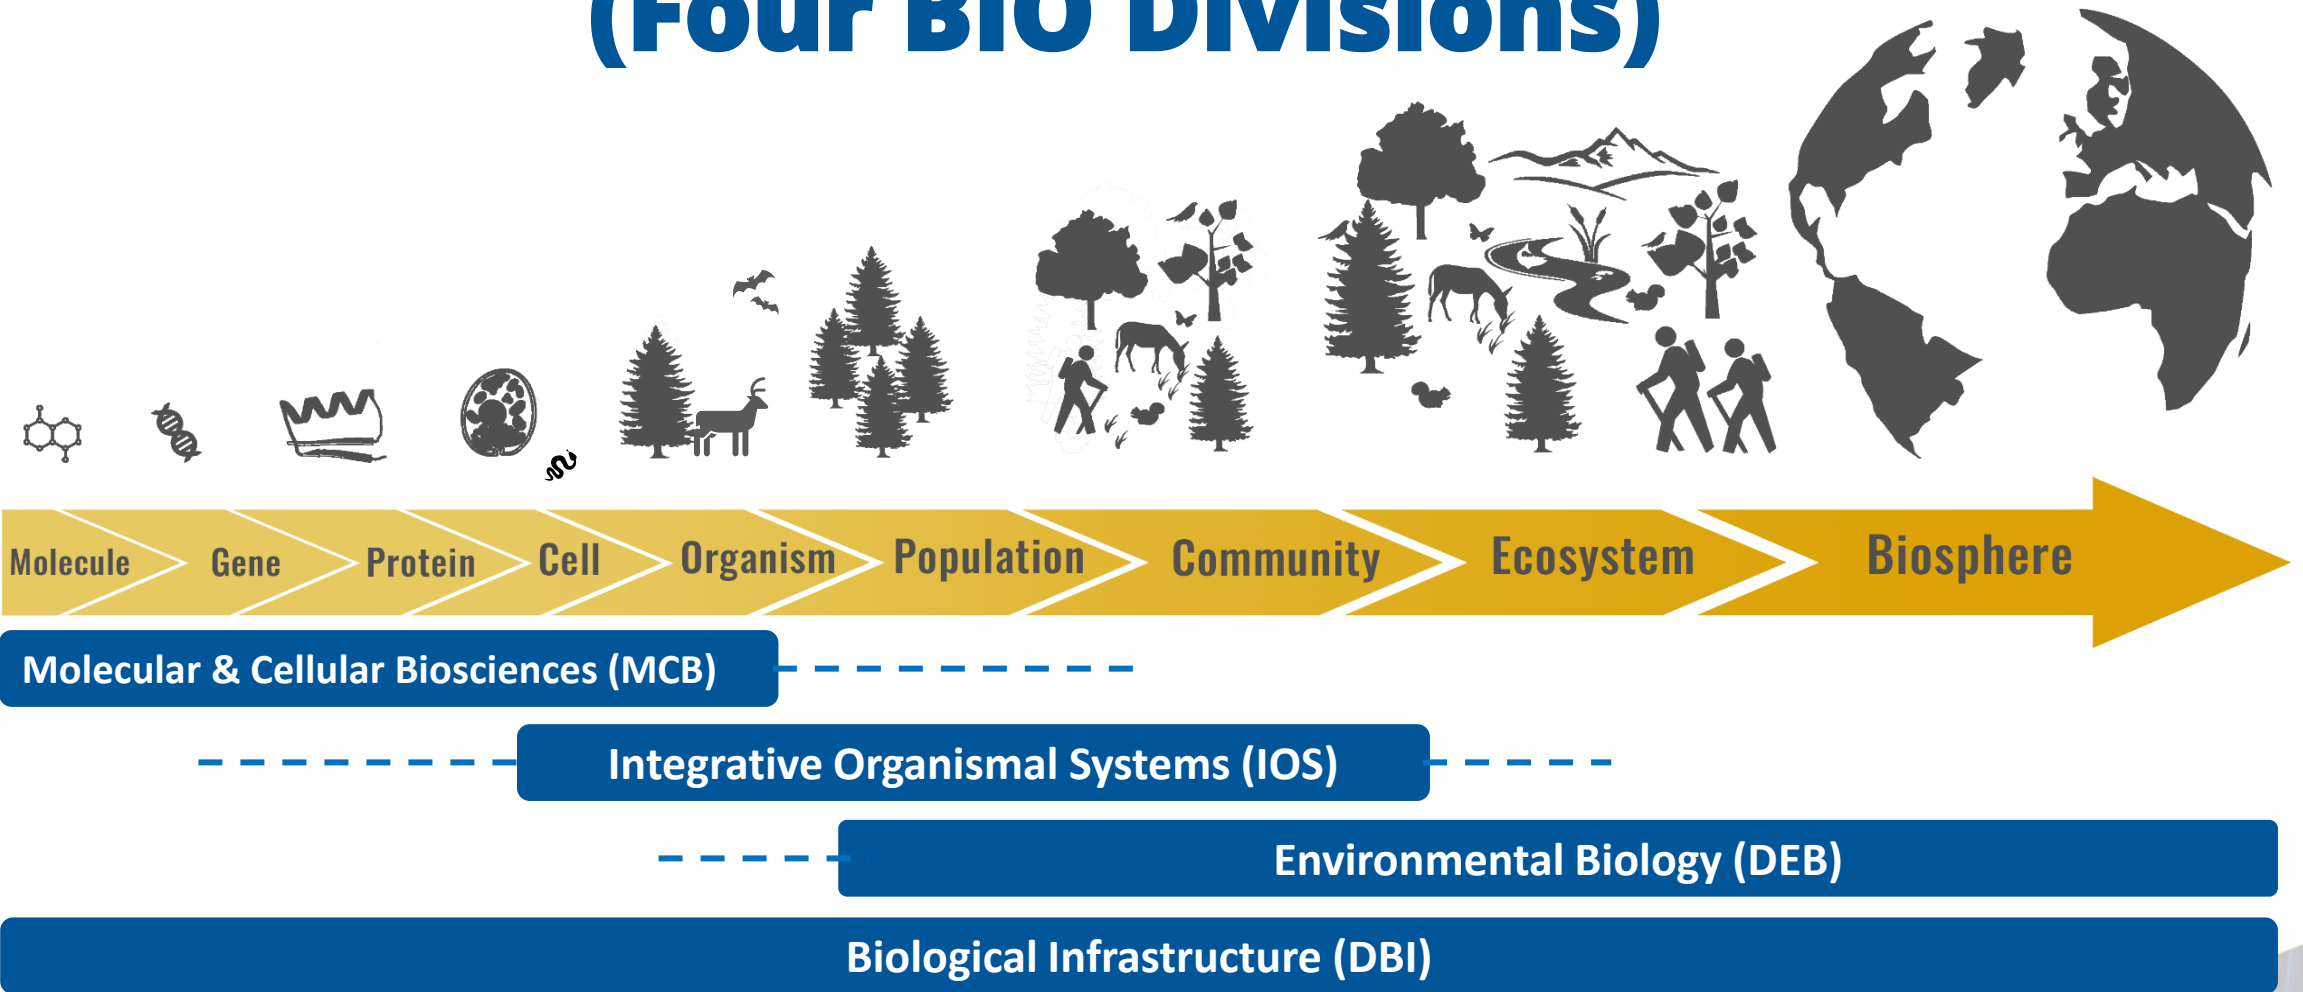 (Four BIO Divisions)
Molecule Gene Protein Cell Organism Population Community Ecosystem Biosphere
Molecular & Cellular Biosciences (MCB)
Integrative Organismal Systems (IOS)
Environmental Biology (DEB)
Biological Infrastructure (DBI)